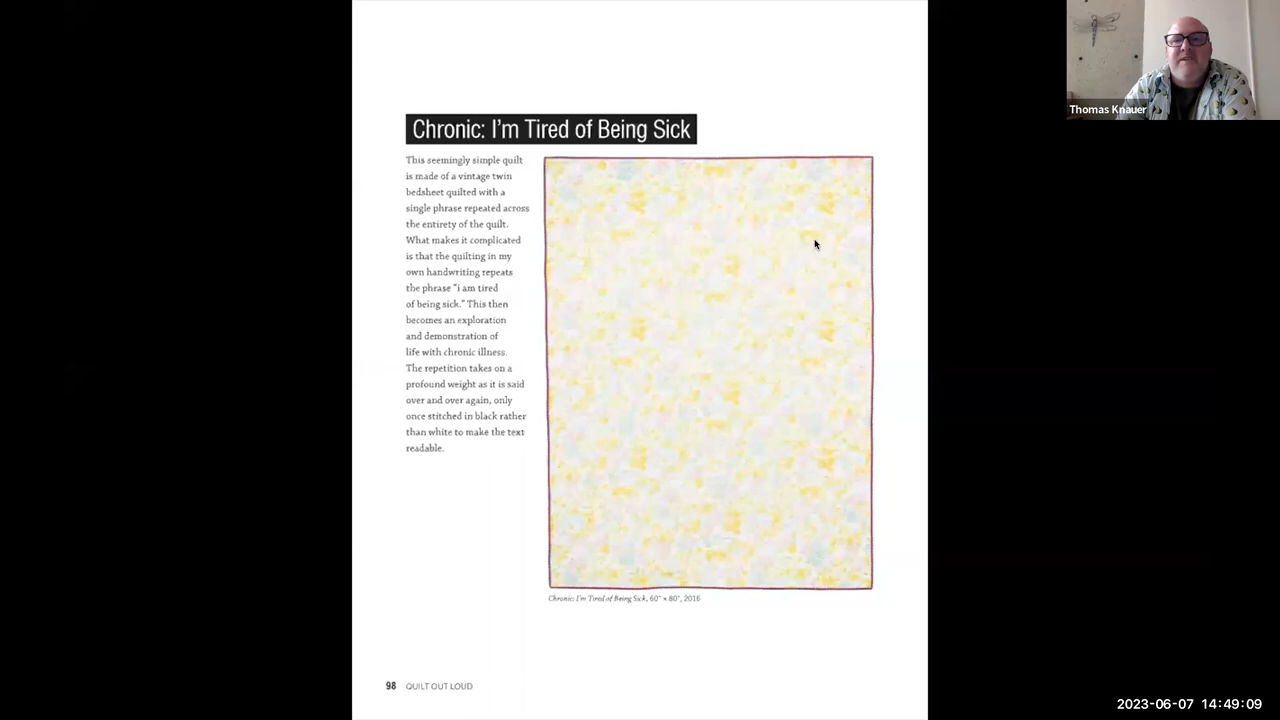 Chronic: I'm Tired of Being Sick
This seemingly simple quilt
is made of a vintage twin
bedsheet quilted with a
single phrase repeated across
the entirety of the quilt.
What makes it complicated
is that the quilting in my
own handwriting repeats
the phrase “i am tired
of being sick.” This then
becomes an exploration
and demonstration of
life with chronic illness.
The repetition takes on a
profound weight as it is said
over and over again, only
once stitched in black rather
than white to make the text
readable.
Chronic: I'm Tired of Being Sick, 60" × 80", 2016
98 QUILT OUT LOUD
Thomas Knauer
2023-06-07 14:49:09